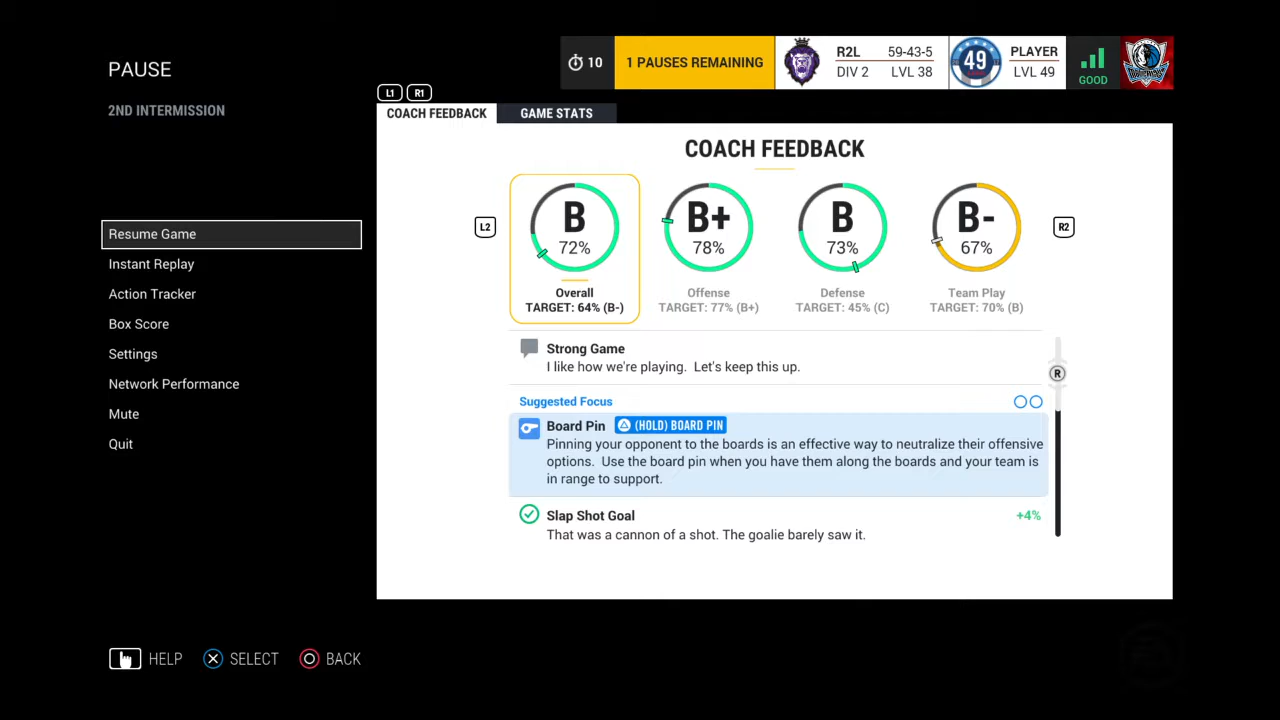 PAUSE
2ND INTERMISSION
10
1 PAUSES REMAINING
R2L 59-43-5
DIV 2 LVL 38
49
PLAYER
LVL 49
GOOD
L1 R1
COACH FEEDBACK GAME STATS
COACH FEEDBACK
L2
B
72%
Overall
TARGET: 64% (B-)
B+
78%
Offense
TARGET: 77% (B+)
B
73%
Defense
TARGET: 45% (C)
B-
67%
Team Play
TARGET: 70% (B)
R2
Resume Game
Instant Replay
Action Tracker
Box Score
Settings
Network Performance
Mute
Quit
Strong Game
I like how we're playing. Let's keep this up.
R
Suggested Focus
Board Pin (HOLD) BOARD PIN
Pinning your opponent to the boards is an effective way to neutralize their offensive
options. Use the board pin when you have them along the boards and your team is
in range to support.
Slap Shot Goal +4%
That was a cannon of a shot. The goalie barely saw it.
HELP SELECT BACK